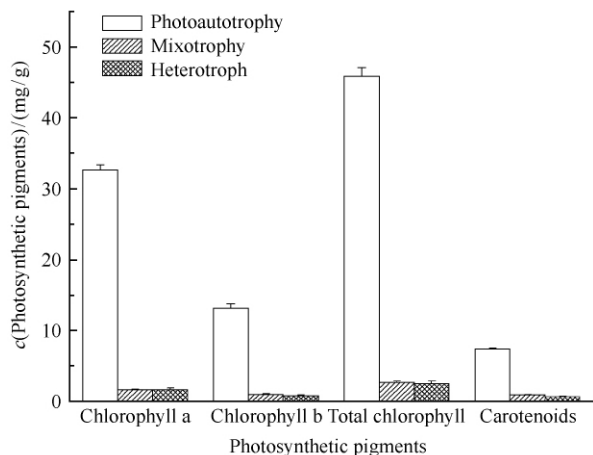 Photoautotrophy
Mixotrophy
Heterotroph
c(Photosynthetic pigments)/(mg/g)
50
40
30
20
10
0
Chlorophyll a Chlorophyll b Total chlorophyll Carotenoids
Photosynthetic pigments